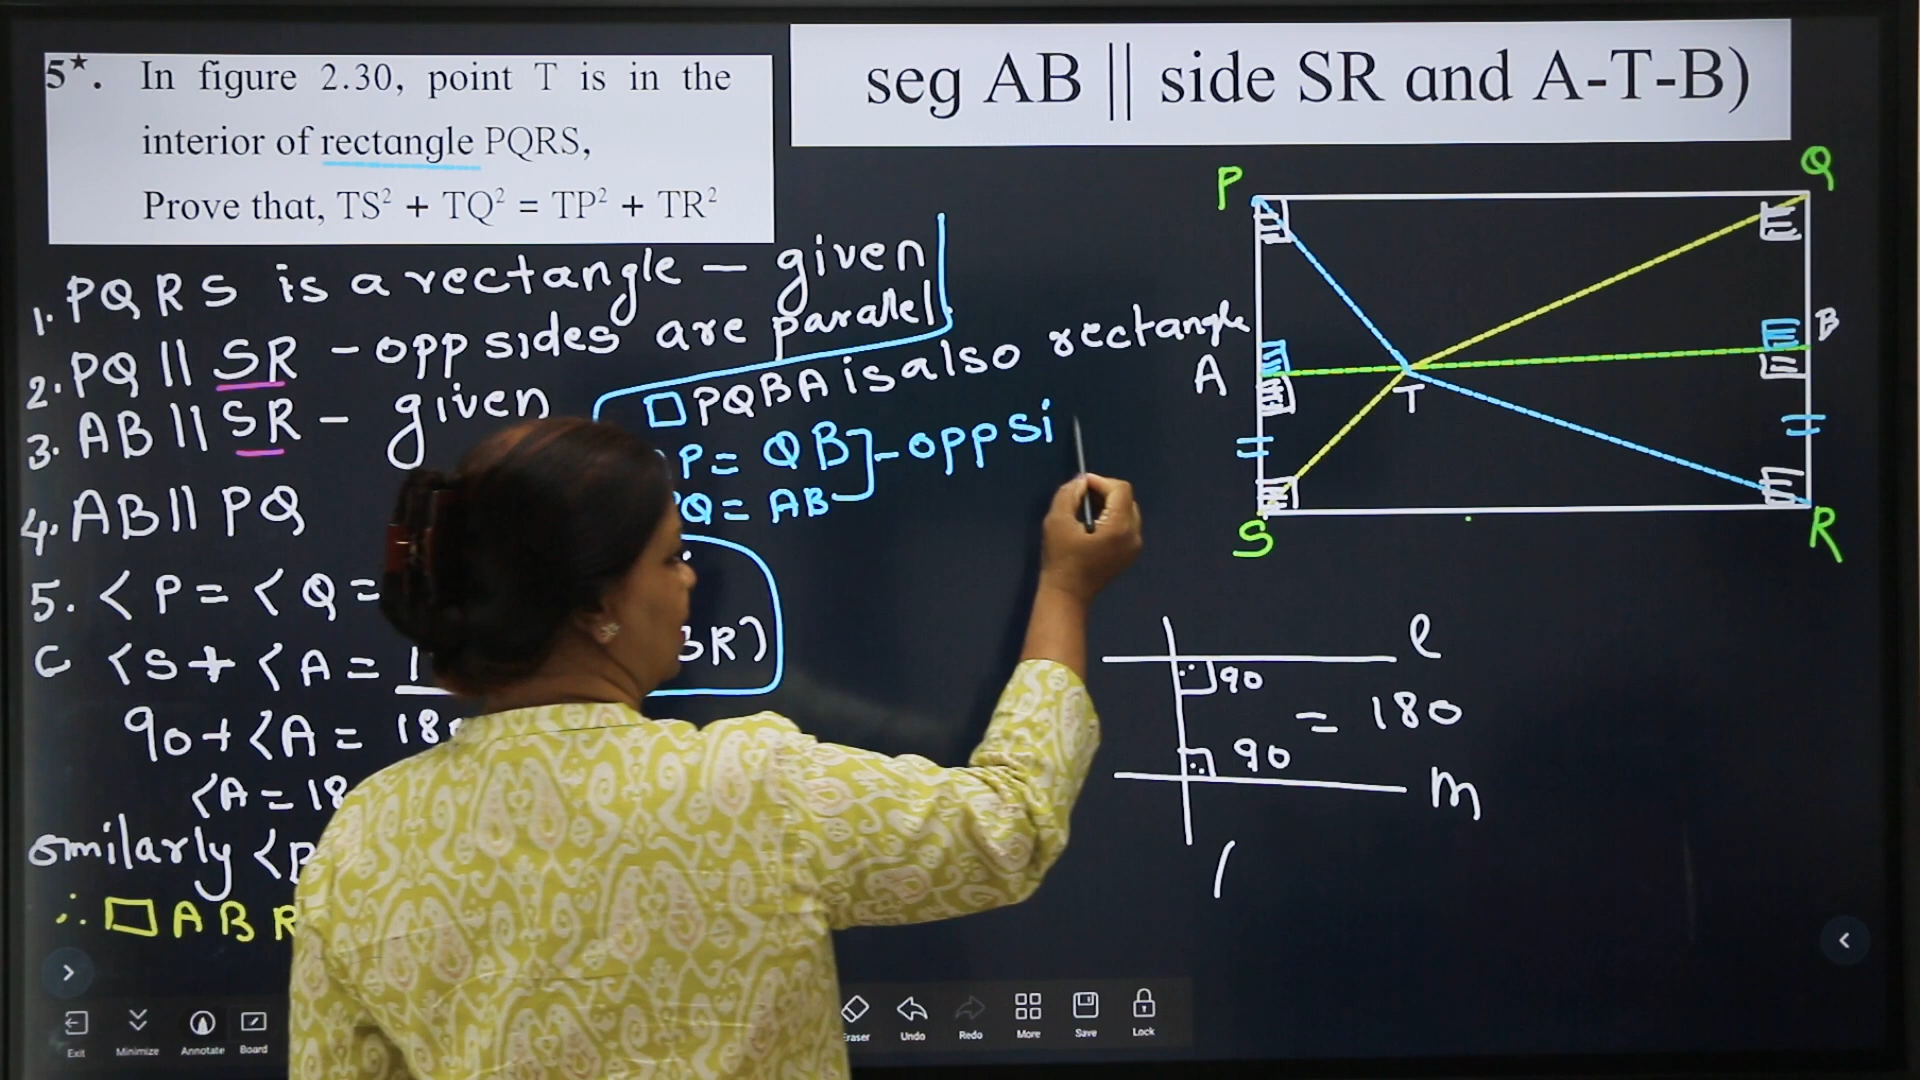 5★. In figure 2.30, point T is in the
interior of rectangle PQRS,
Prove that, TS² + TQ² = TP² + TR²
seg AB || side SR and A-T-B)
1. PQRS is a rectangle – given
2. PQ || SR – opp sides are parallel.
3. AB || SR – given
4. AB || PQ
5. < P = < Q =
< S + < A = 1
90 + < A = 18
< A = 18
similarly <
∴ □ A B R
□ PQBA is also rectangle
P = QB
Q = AB
– opp si
BR)
P
Q
A
B
T
S
R
l
90
= 180
90
m
Exit
Minimize
Annotate
Board
Eraser
Undo
Redo
More
Save
Lock